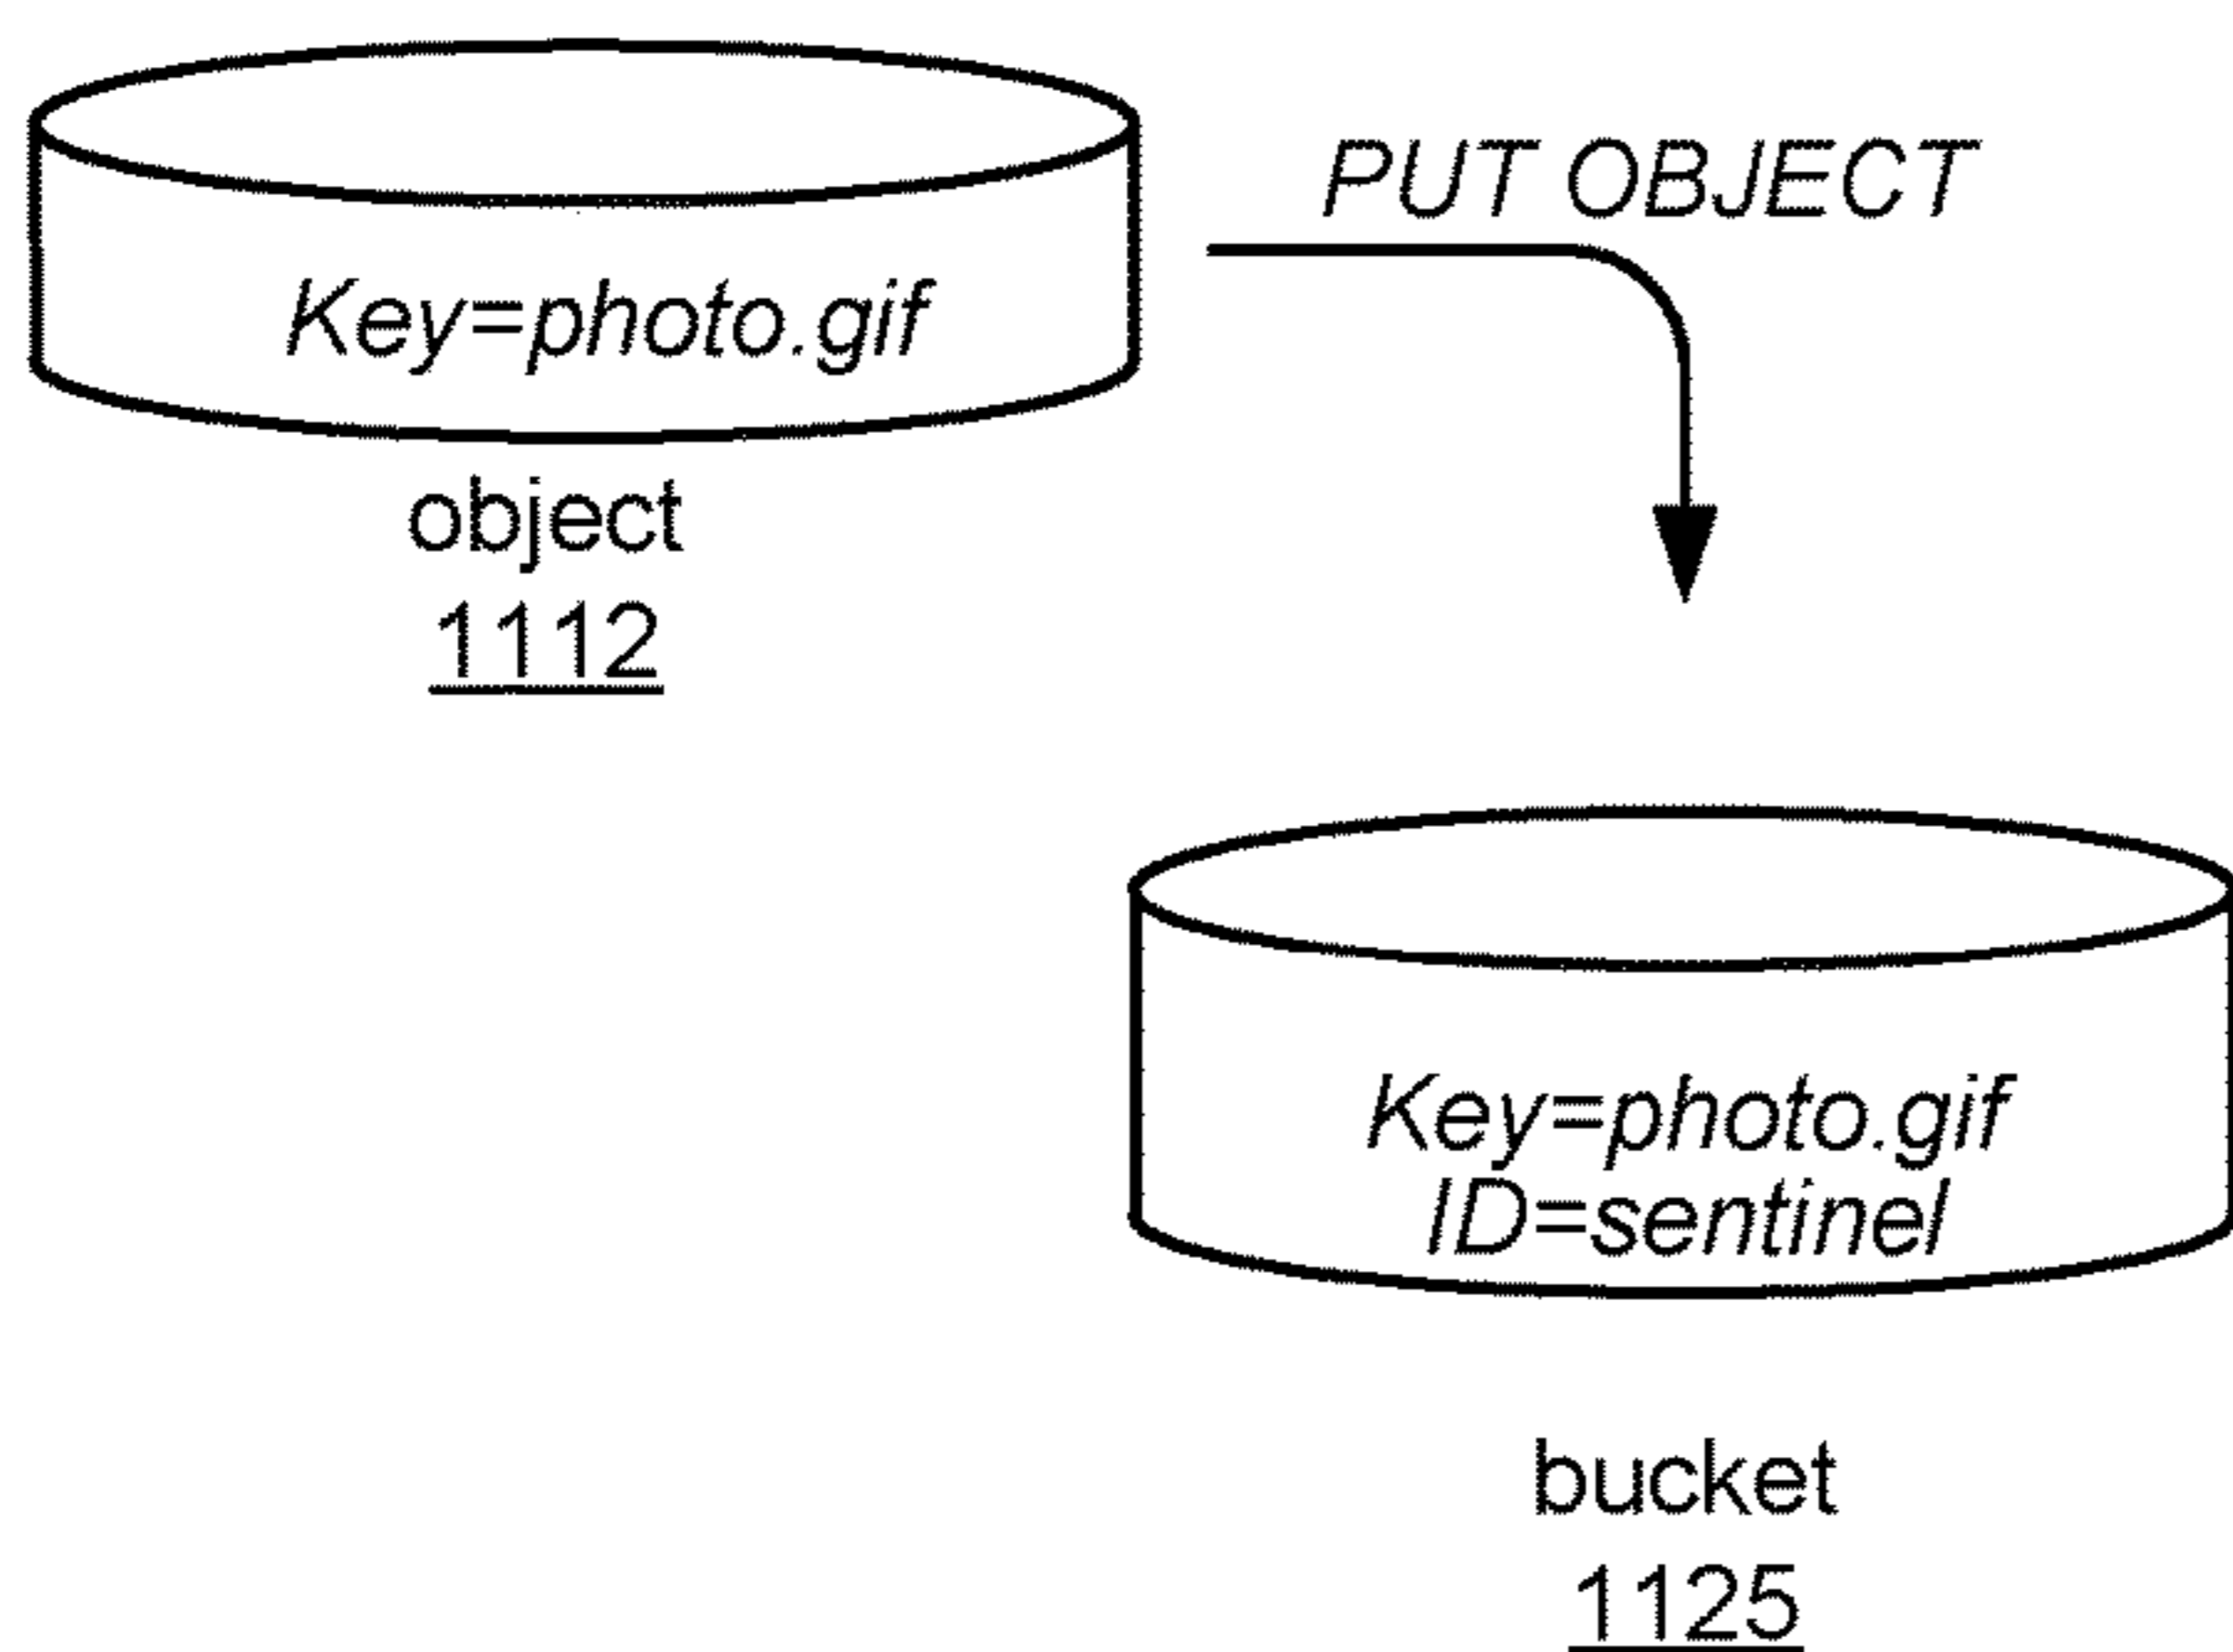 PUT OBJECT
Key=photo.gif
object
1112
Key=photo.gif
ID=sentinel
bucket
1125